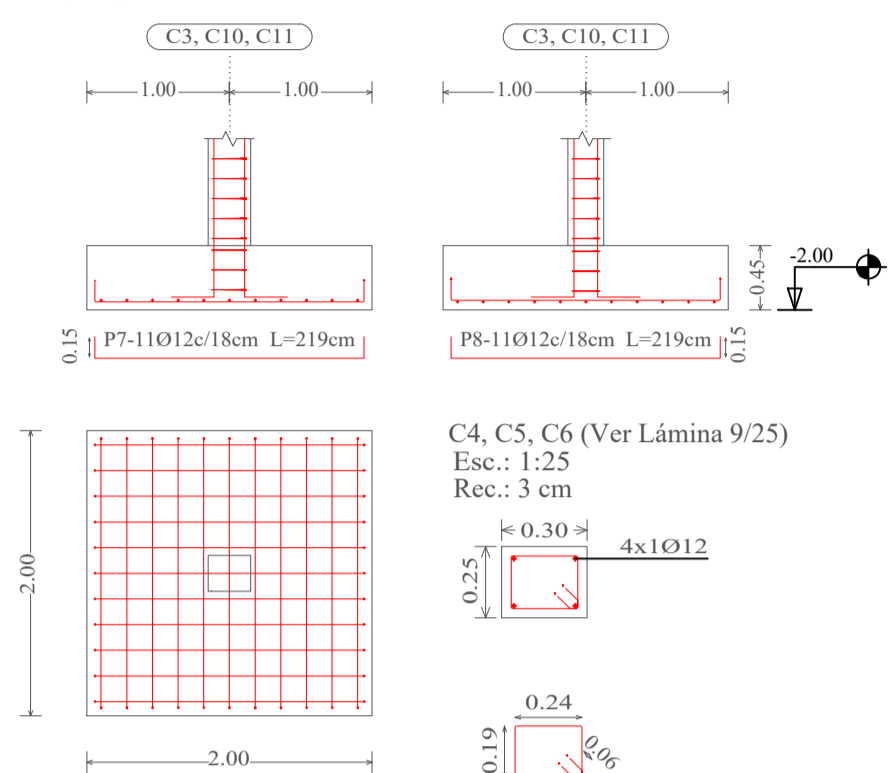 C3, C10, C11
C3, C10, C11
1.00 1.00
1.00 1.00
-2.00
0.45
0.15
P7-11Ø12c/18cm L=219cm
P8-11Ø12c/18cm L=219cm
0.15
C4, C5, C6 (Ver Lámina 9/25)
Esc.: 1:25
Rec.: 3 cm
0.30
4x1Ø12
0.25
2.00
0.24
0.19
0.06
2.00